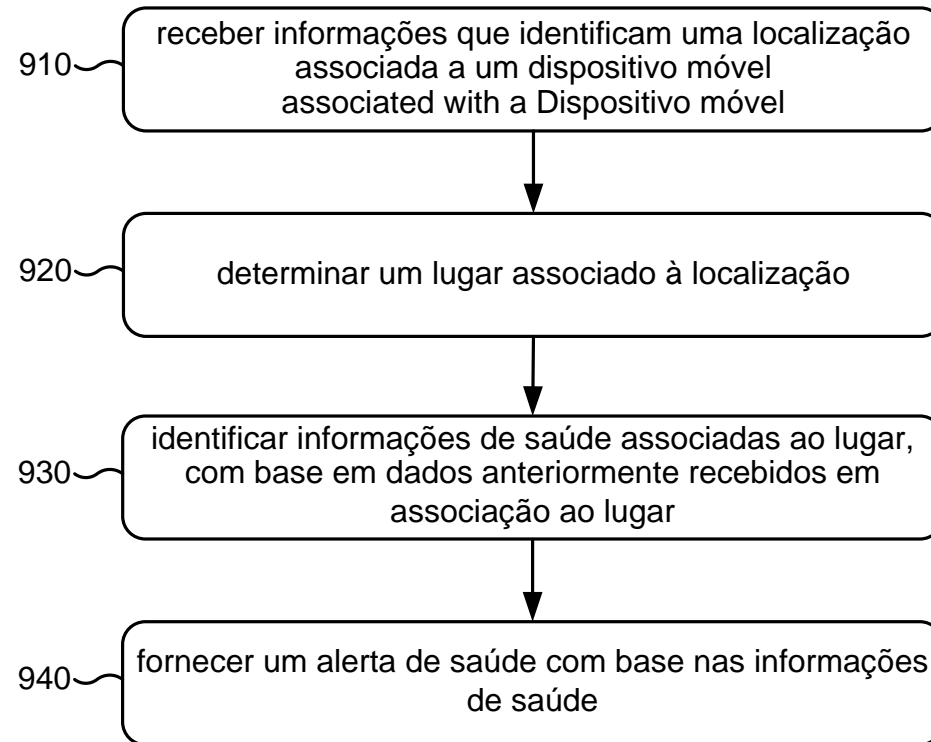 receber informações que identificam uma localização
910
associada a um dispositivo móvel
associated with a Dispositivo móvel
920
determinar um lugar associado à localização
identificar informações de saúde associadas ao lugar,
930
com base em dados anteriormente recebidos em
associação ao lugar
940
fornecer um alerta de saúde com base nas informações
de saúde